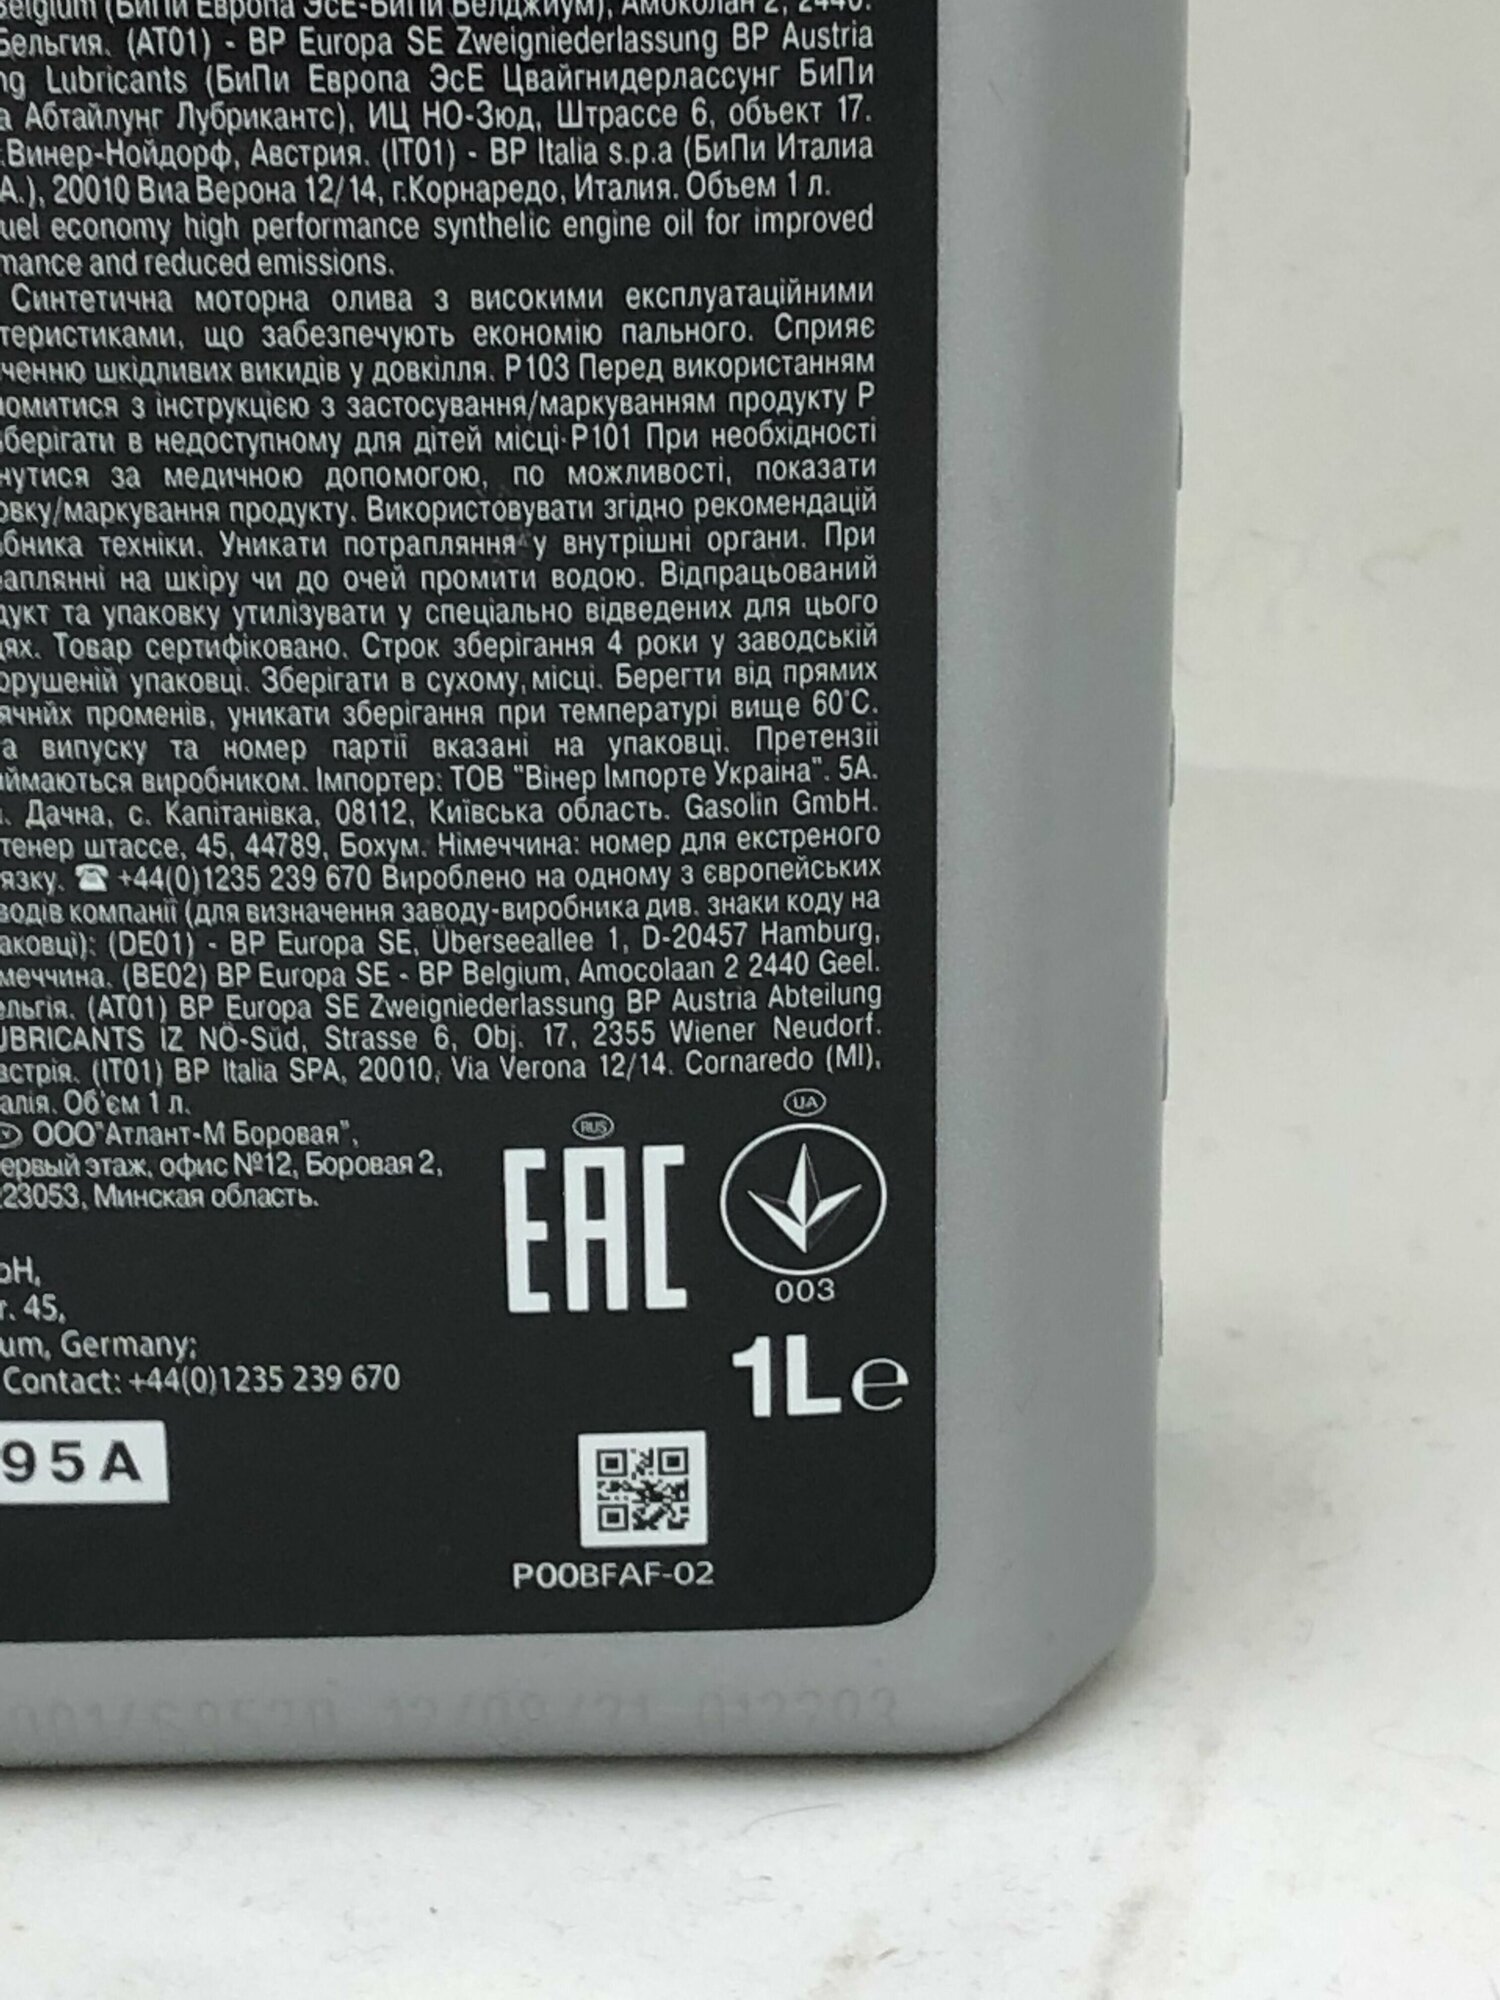 Belgium (БиПи Европа ЭсЕ-БиПи Белджиум), Амоколан 2, 2440.
Бельгия. (AT01) - BP Europa SE Zweigniederlassung BP Austria
ng Lubricants (БиПи Европа ЭсЕ Цвайгнидерлассунг БиПи
а Абтайлунг Лубрикантс), ИЦ НО-Зюд, Штрассе 6, объект 17.
.Винер-Нойдорф, Австрия. (IT01) - BP Italia s.p.a (БиПи Италиа
А.), 20010 Виа Верона 12/14, г.Корнаредо, Италия. Объем 1 л.
uel economy high performance synthetic engine oil for improved
mance and reduced emissions.
Синтетична моторна олива з високими експлуатаційними
теристиками, що забезпечують економію пального. Сприяє
ченню шкідливих викидів у довкілля. P103 Перед використанням
йомитися з інструкцією з застосування/маркуванням продукту P
берігати в недоступному для дітей місці P101 При необхідності
нутися за медичною допомогою, по можливості, показати
овку/маркування продукту. Використовувати згідно рекомендацій
бника техніки. Уникати потрапляння у внутрішні органи. При
аплянні на шкіру чи до очей промити водою. Відпрацьований
дукт та упаковку утилізувати у спеціально відведених для цього
цях. Товар сертифіковано. Строк зберігання 4 роки у заводській
орушеній упаковці. Зберігати в сухому місці. Берегти від прямих
ячних променів, уникати зберігання при температурі вище 60°C.
а випуску та номер партії вказані на упаковці. Претензії
иймаються виробником. Імпортер: ТОВ "Вінер Імпорте Україна". 5А.
. Дачна, с. Капітанівка, 08112, Київська область. Gasolin GmbH.
тенер штассе, 45, 44789, Бохум. Німеччина: номер для екстреного
язку. ☎ +44(0)1235 239 670 Вироблено на одному з європейських
водів компанії (для визначення заводу-виробника див. знаки коду на
аковці): (DE01) - BP Europa SE, Überseeallee 1, D-20457 Hamburg,
меччина. (BE02) BP Europa SE - BP Belgium, Amocolaan 2 2440 Geel.
ельгія. (AT01) BP Europa SE Zweigniederlassung BP Austria Abteilung
UBRICANTS IZ NÖ-Süd, Strasse 6, Obj. 17, 2355 Wiener Neudorf.
встрія. (IT01) BP Italia SPA, 20010, Via Verona 12/14. Cornaredo (MI),
алія. Об'єм 1 л.
ООО"Атлант-М Боровая",
ервый этаж, офис №12, Боровая 2,
23053, Минская область.
RUS
EAC
UA
003
bH,
r. 45,
um, Germany;
Contact: +44(0)1235 239 670
1L e
95A
P00BFAF-02
12/09/21